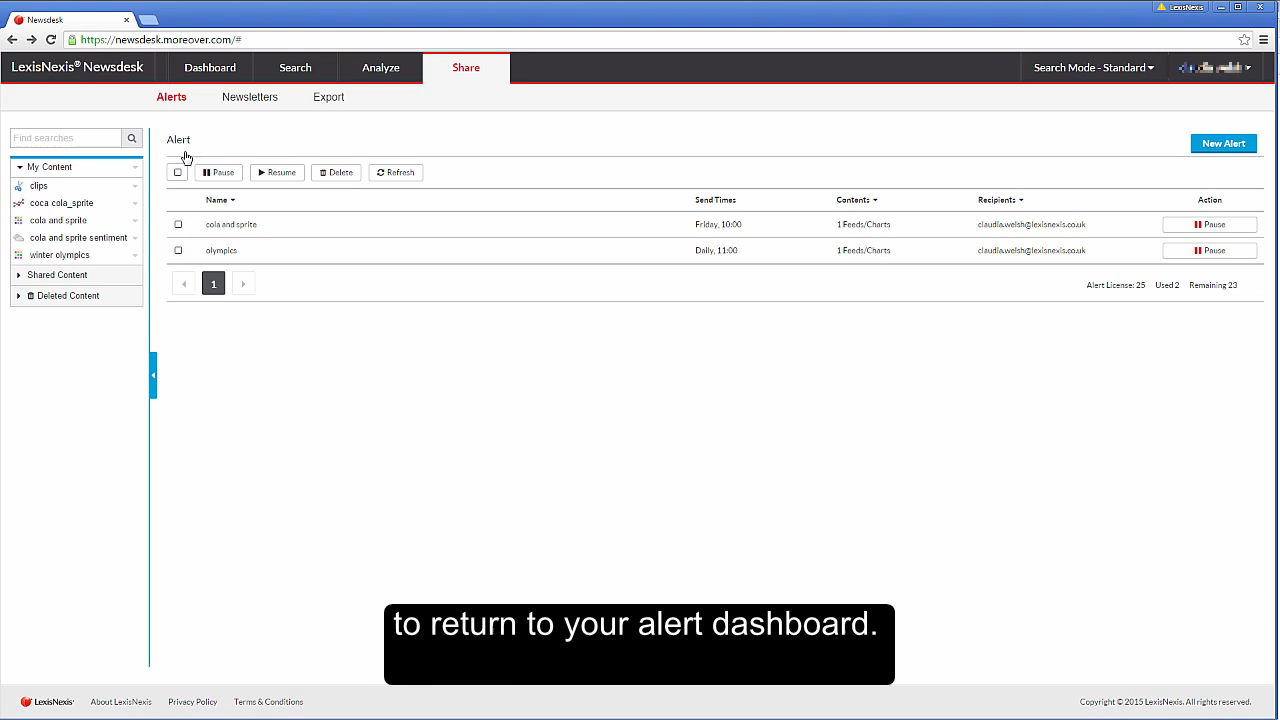 LexisNexis
Newsdesk
https://newsdesk.moreover.com/#
LexisNexis® Newsdesk
Dashboard
Search
Analyze
Share
Search Mode - Standard
Alerts
Newsletters
Export
Find searches
My Content
clips
coca cola_sprite
cola and sprite
cola and sprite sentiment
winter olympics
Shared Content
Deleted Content
Alert
New Alert
Pause
Resume
Delete
Refresh
Name
Send Times
Contents
Recipients
Action
cola and sprite
Friday, 10:00
1 Feeds/Charts
claudia.welsh@lexisnexis.co.uk
Pause
olympics
Daily, 11:00
1 Feeds/Charts
claudia.welsh@lexisnexis.co.uk
Pause
1
Alert License: 25 Used 2 Remaining 23
to return to your alert dashboard.
LexisNexis®
About LexisNexis
Privacy Policy
Terms & Conditions
Copyright © 2015 LexisNexis. All rights reserved.